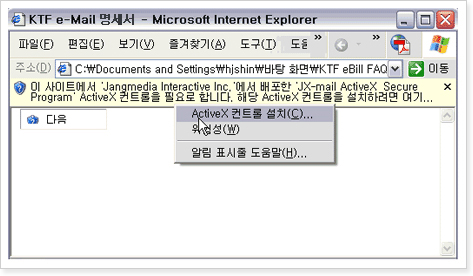 KTF e-Mail 명세서 - Microsoft Internet Explorer
파일(F) 편집(E) 보기(V) 즐겨찾기(A) 도구(T) 도움 »
주소(D) C:₩Documents and Settings₩hjshin₩바탕 화면₩KTF eBill FAQ 이동
이 사이트에서 'Jangmedia Interactive Inc.'에서 배포한 'JX-mail ActiveX Secure
Program' ActiveX 컨트롤을 필요로 합니다. 해당 ActiveX 컨트롤을 설치하려면 여기...
다음
ActiveX 컨트롤 설치(C)...
위험성(W)
알림 표시줄 도움말(H)...